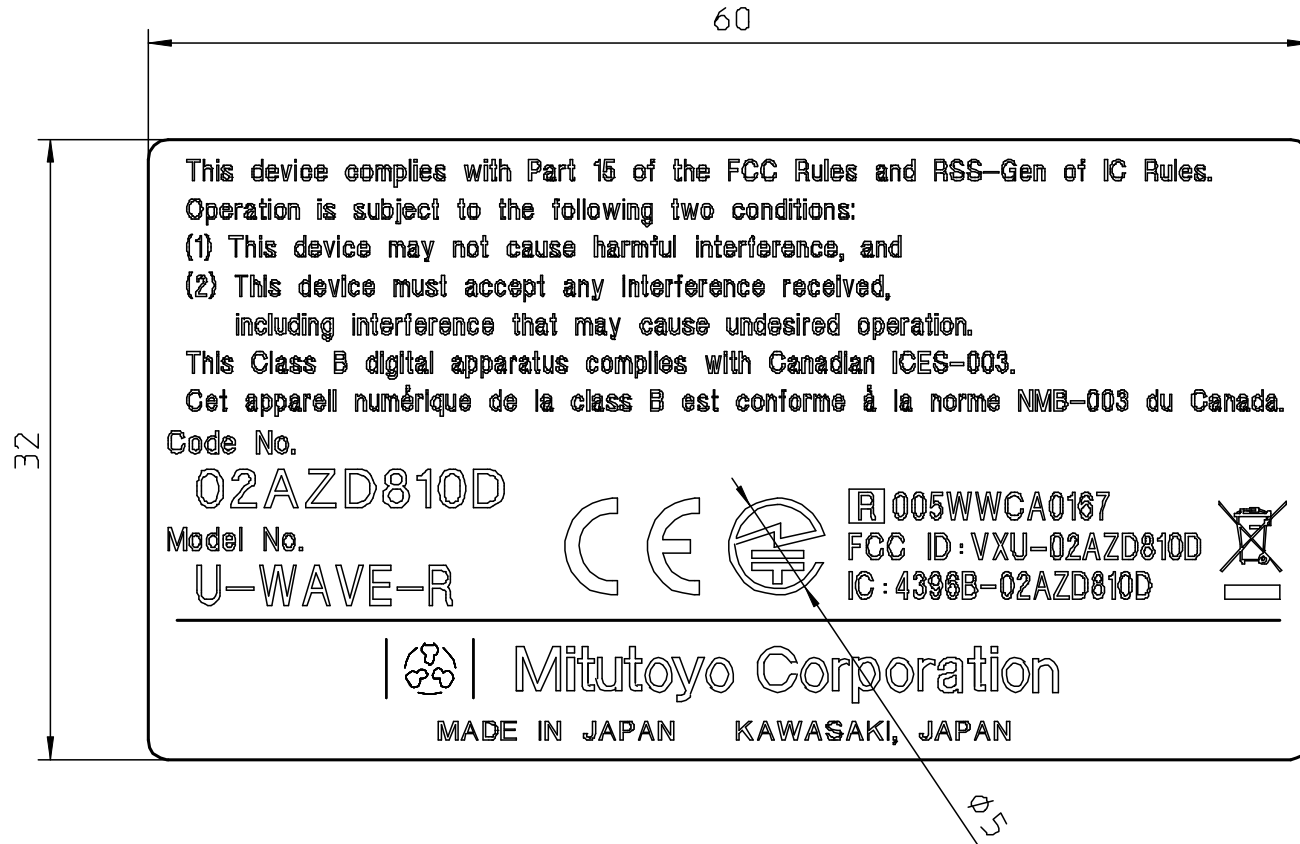 60
This device complies with Part 15 of the FCC Rules and RSS-Gen of IC Rules.
Operation is subject to the following two conditions:
(1) This device may not cause harmful interference, and
(2) This device must accept any interference received,
including interference that may cause undesired operation.
This Class B digital apparatus complies with Canadian ICES-003.
Cet appareil numérique de la class B est conforme à la norme NMB-003 du Canada.
32
Code No.
02AZD810D
Model No.
U-WAVE-R
CE
R 005WWCA0167
FCC ID:VXU-02AZD810D
IC:4396B-02AZD810D
Mitutoyo Corporation
MADE IN JAPAN KAWASAKI, JAPAN
φ5